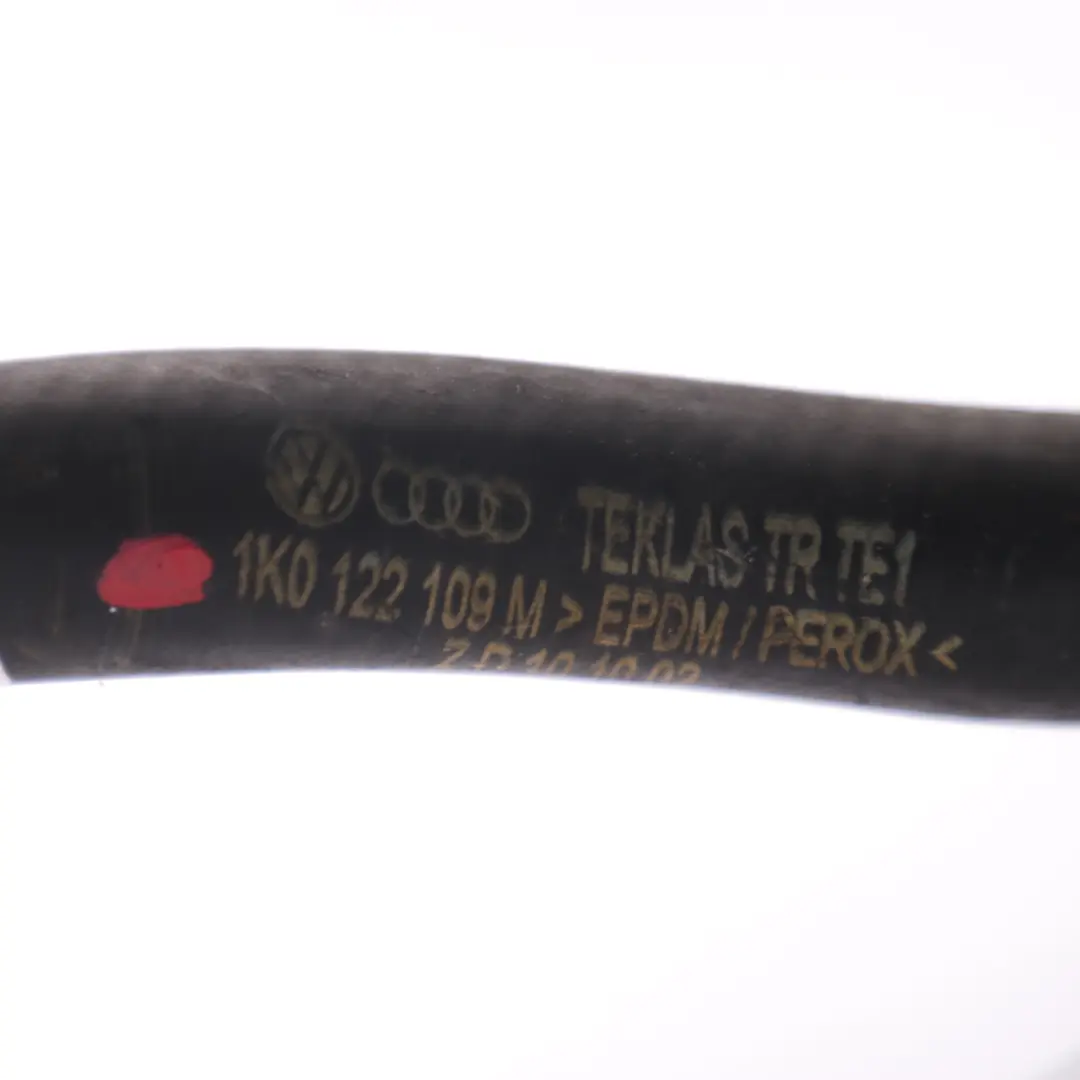 TEKLAS TR TE1
1K0 122 109 M > EPDM / PEROX <